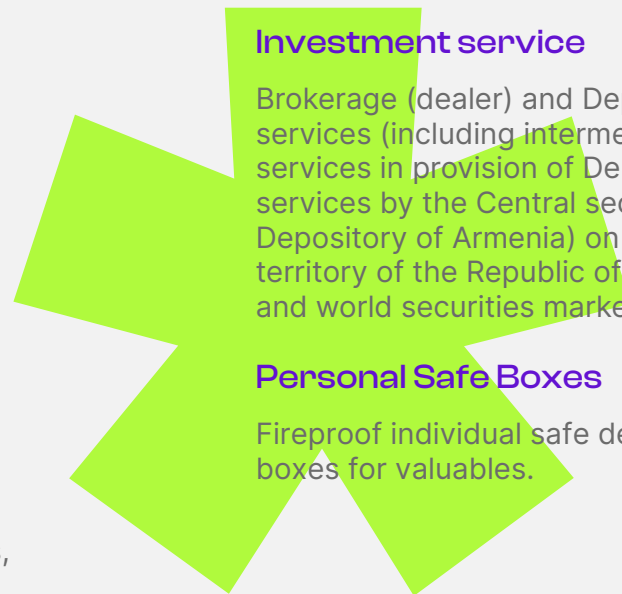 Investment service
Brokerage (dealer) and De
services (including interme
services in provision of De
services by the Central sec
Depository of Armenia) on
territory of the Republic of
and world securities marke
Personal Safe Boxes
Fireproof individual safe de
boxes for valuables.
,